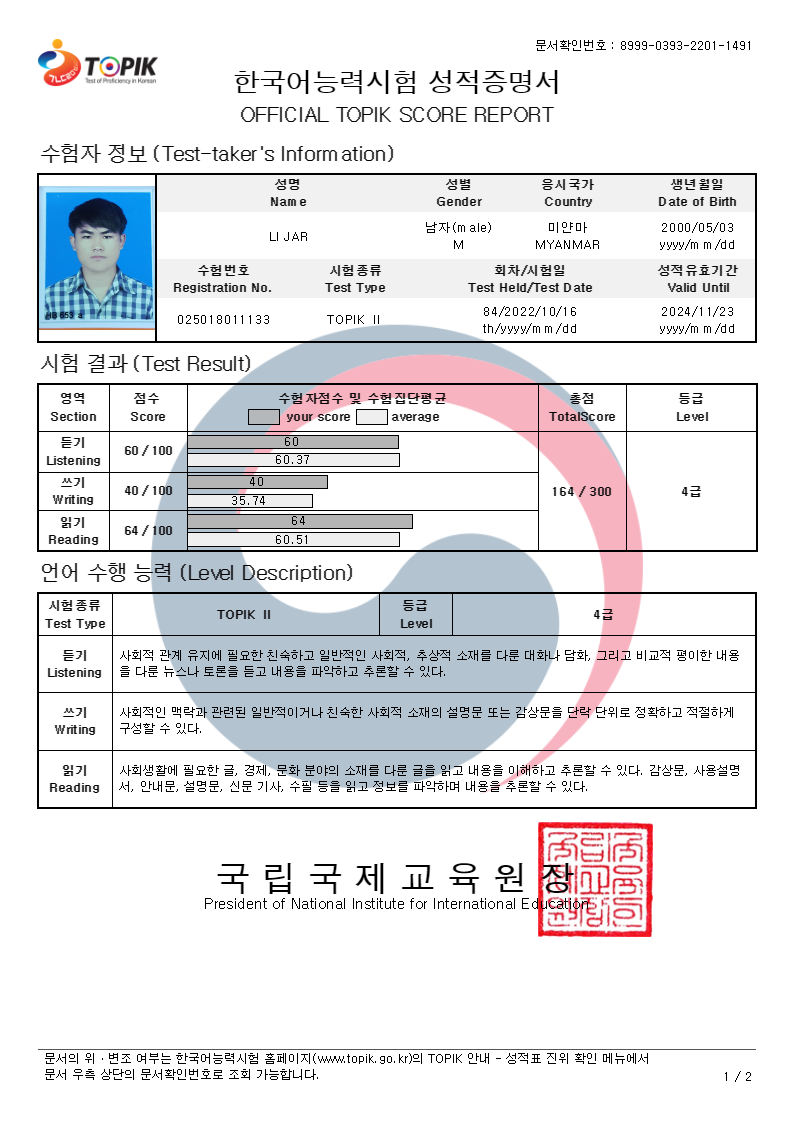 문서확인번호 : 8999-0393-2201-1491
TOPIK
Test of Proficiency in Korean
한국어능력시험 성적증명서
OFFICIAL TOPIK SCORE REPORT
수험자 정보 (Test-taker's Information)
성명 성별 응시국가 생년월일
Name Gender Country Date of Birth
LI JAR 남자(male) 미얀마 2000/05/03
M MYANMAR yyyy/mm/dd
수험번호 시험종류 회차/시험일 성적유효기간
Registration No. Test Type Test Held/Test Date Valid Until
025018011133 TOPIK II 84/2022/10/16 2024/11/23
th/yyyy/mm/dd yyyy/mm/dd
시험 결과 (Test Result)
영역 점수 수험자점수 및 수험집단평균 총점 등급
Section Score your score average TotalScore Level
듣기 60 / 100 60
Listening 60.37
쓰기 40 / 100 40 164 / 300 4급
Writing 35.74
읽기 64 / 100 64
Reading 60.51
언어 수행 능력 (Level Description)
시험종류 TOPIK II 등급 4급
Test Type Level
듣기 사회적 관계 유지에 필요한 친숙하고 일반적인 사회적, 추상적 소재를 다룬 대화나 담화, 그리고 비교적 평이한 내용
Listening 을 다룬 뉴스나 토론을 듣고 내용을 파악하고 추론할 수 있다.
쓰기 사회적인 맥락과 관련된 일반적이거나 친숙한 사회적 소재의 설명문 또는 감상문을 단락 단위로 정확하고 적절하게
Writing 구성할 수 있다.
읽기 사회생활에 필요한 글, 경제, 문화 분야의 소재를 다룬 글을 읽고 내용을 이해하고 추론할 수 있다. 감상문, 사용설명
Reading 서, 안내문, 설명문, 신문 기사, 수필 등을 읽고 정보를 파악하며 내용을 추론할 수 있다.
국립국제교육원장
President of National Institute for International Education
문서의 위·변조 여부는 한국어능력시험 홈페이지(www.topik.go.kr)의 TOPIK 안내 - 성적표 진위 확인 메뉴에서
문서 우측 상단의 문서확인번호로 조회 가능합니다.
1 / 2